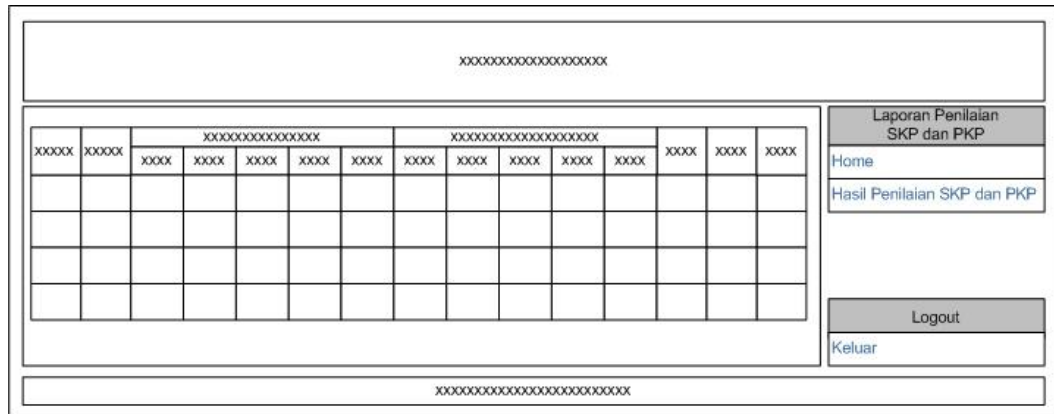 xxxxxxxxxxxxxxxxxxx
xxxxx xxxxx xxxxxxxxxxxxxxx xxxxxxxxxxxxxxxxxxx xxxx xxxx xxxx
xxxx xxxx xxxx xxxx xxxx xxxx xxxx xxxx xxxx xxxx
Laporan Penilaian
SKP dan PKP
Home
Hasil Penilaian SKP dan PKP
Logout
Keluar
xxxxxxxxxxxxxxxxxxxxxxxxx